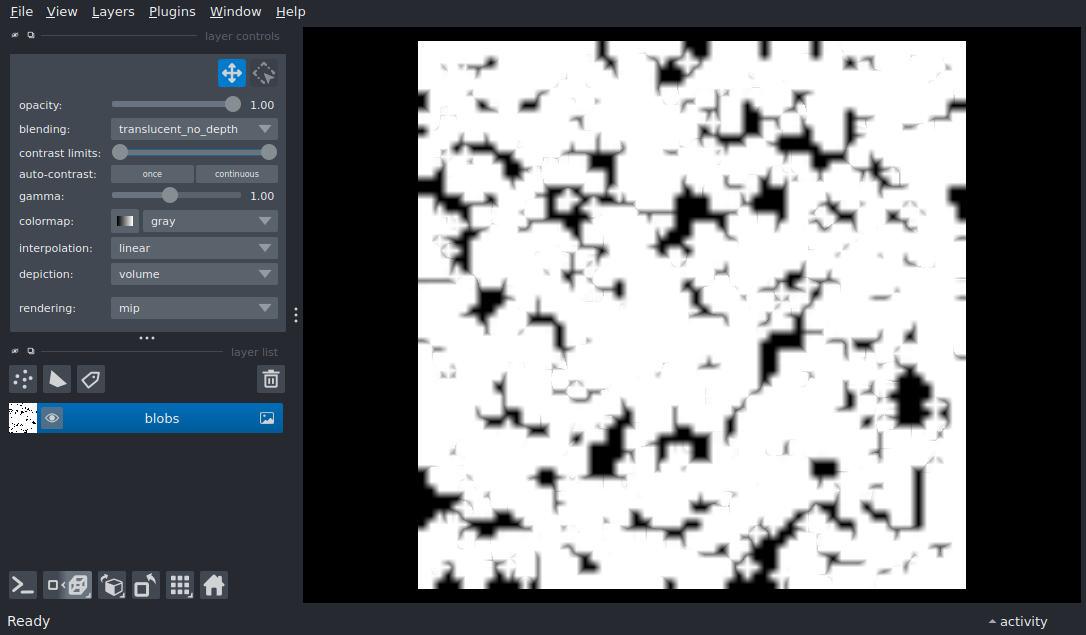 File View Layers Plugins Window Help
layer controls
opacity: 1.00
blending: translucent_no_depth
contrast limits:
auto-contrast: once continuous
gamma: 1.00
colormap: gray
interpolation: linear
depiction: volume
rendering: mip
layer list
blobs
Ready activity